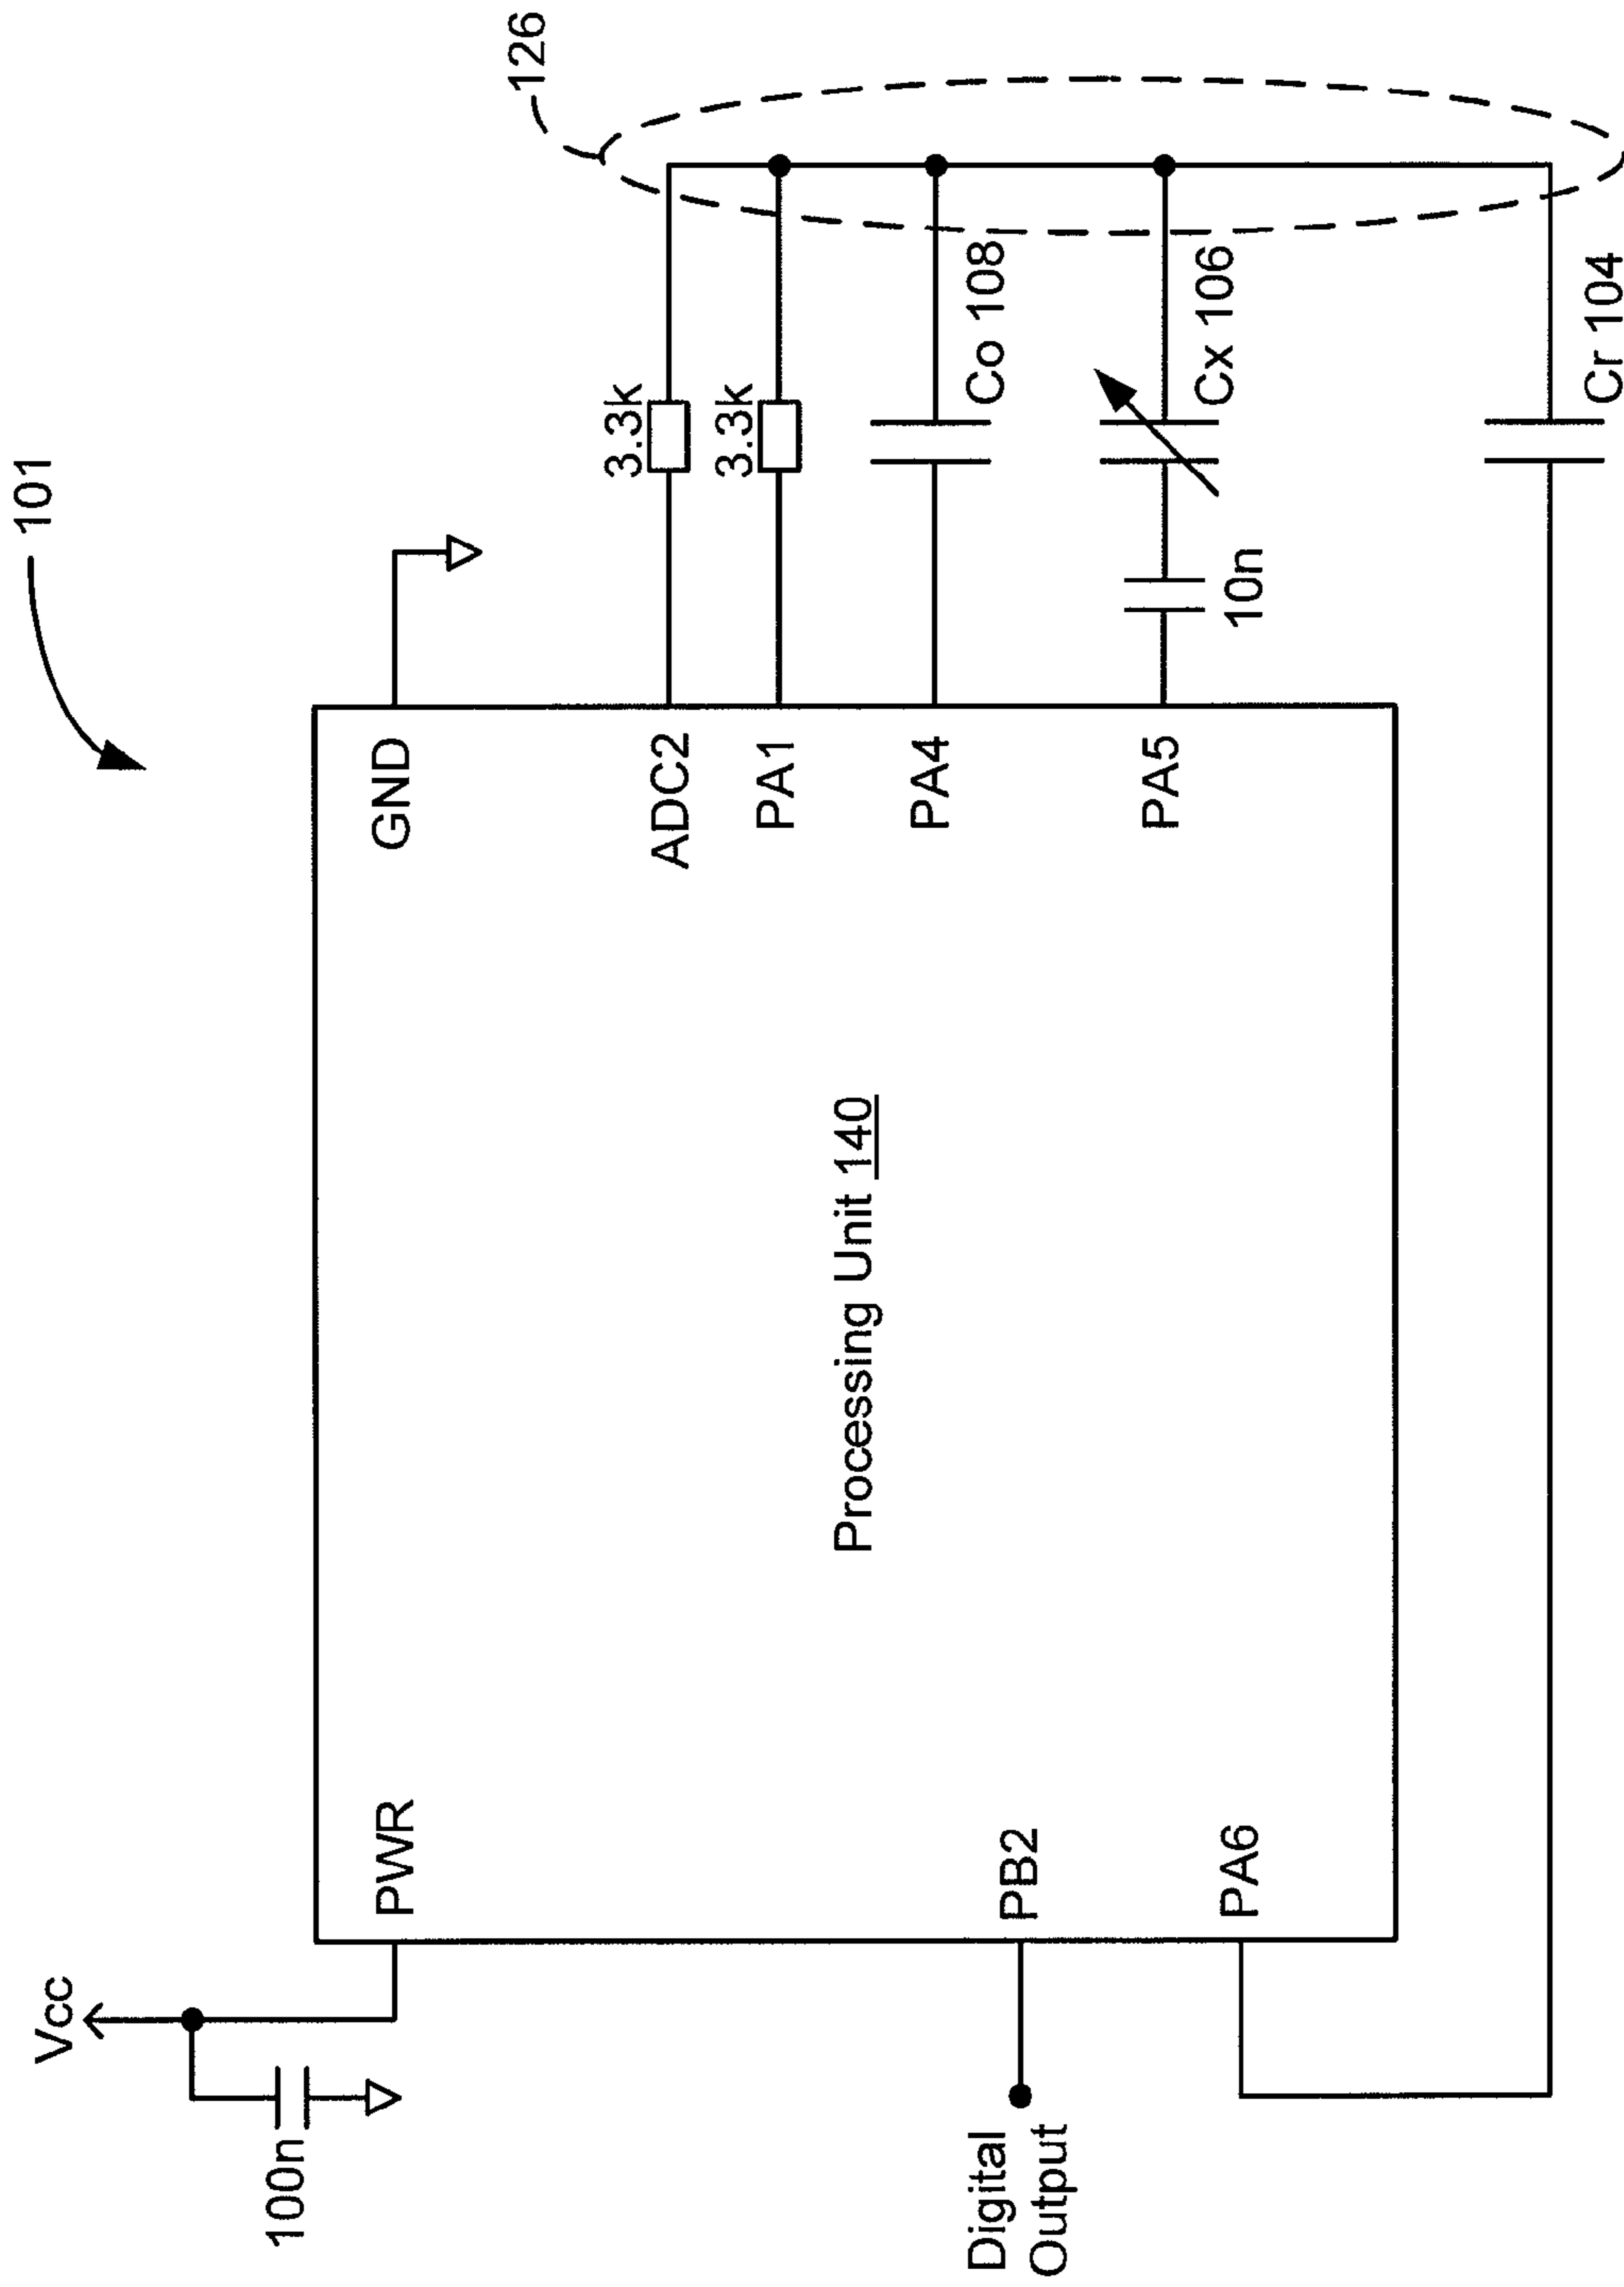 101
126
Vcc
100n
PWR
GND
3.3k
ADC2
3.3k
PA1
Processing Unit 140
Co 108
PA4
Digital
Output
PB2
Cx 106
10n
PA5
PA6
Cr 104